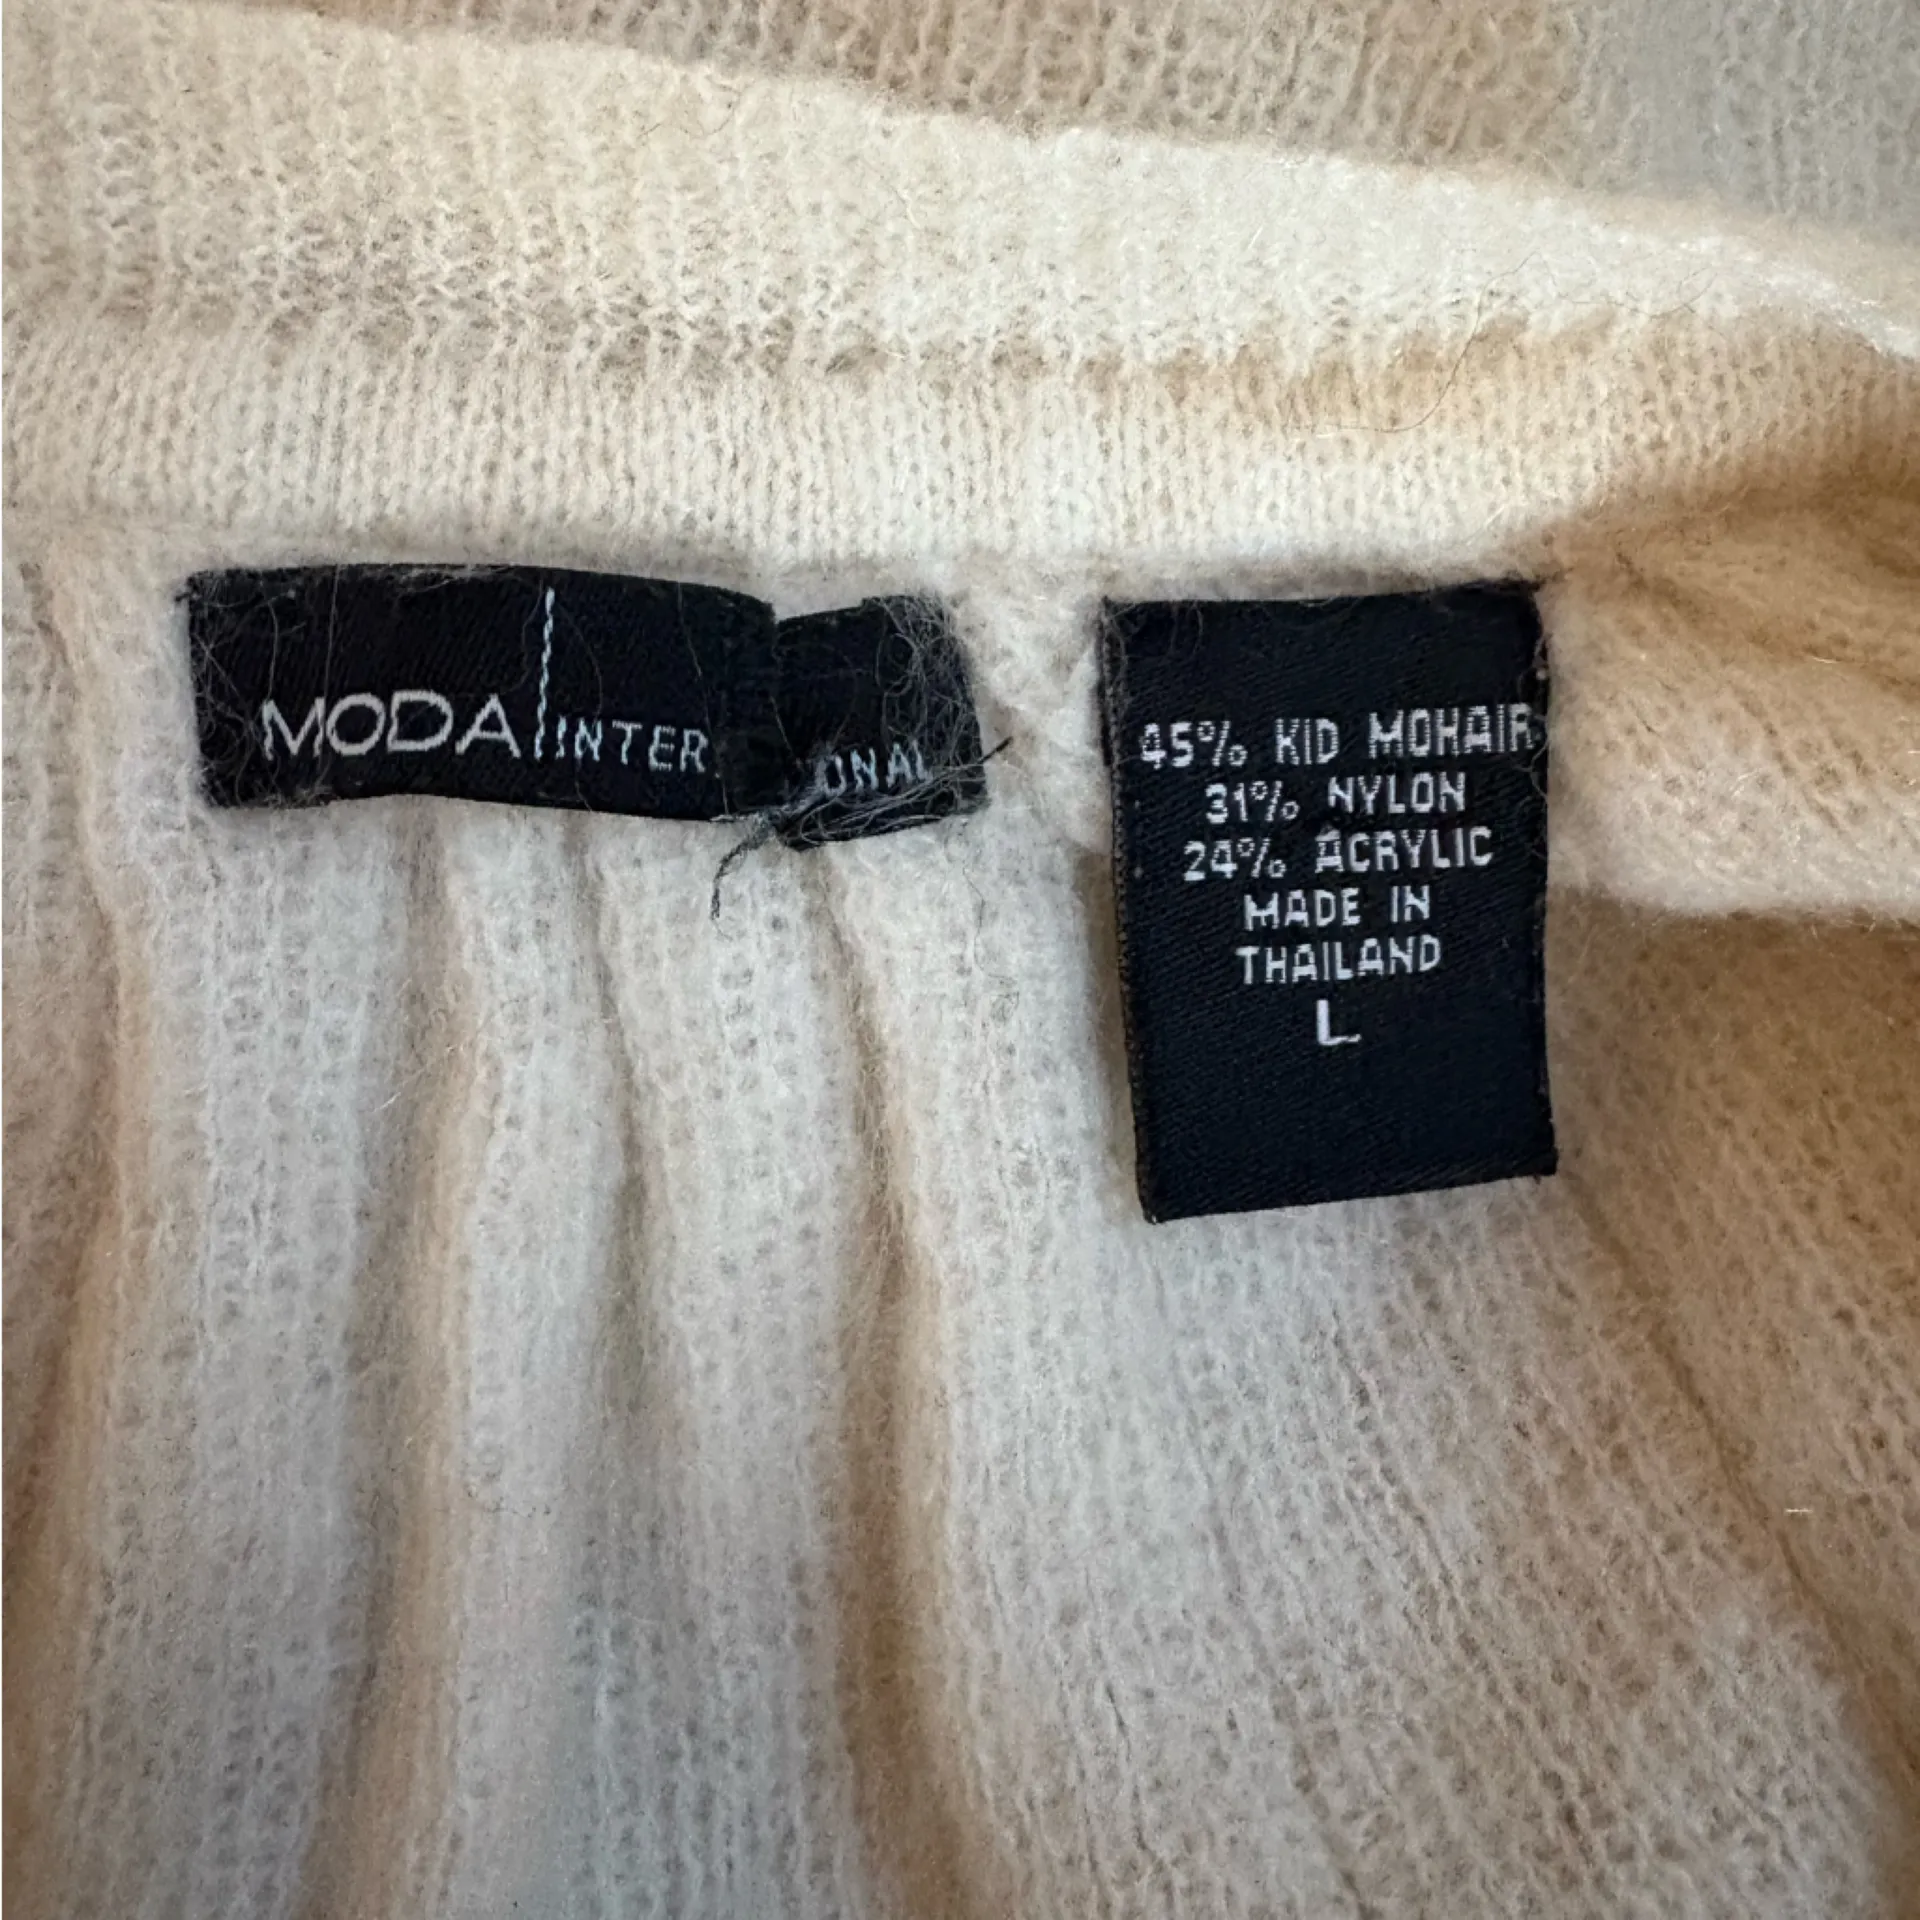 MODA INTER ONAL
45% KID MOHAIR
31% NYLON
24% ACRYLIC
MADE IN
THAILAND
L